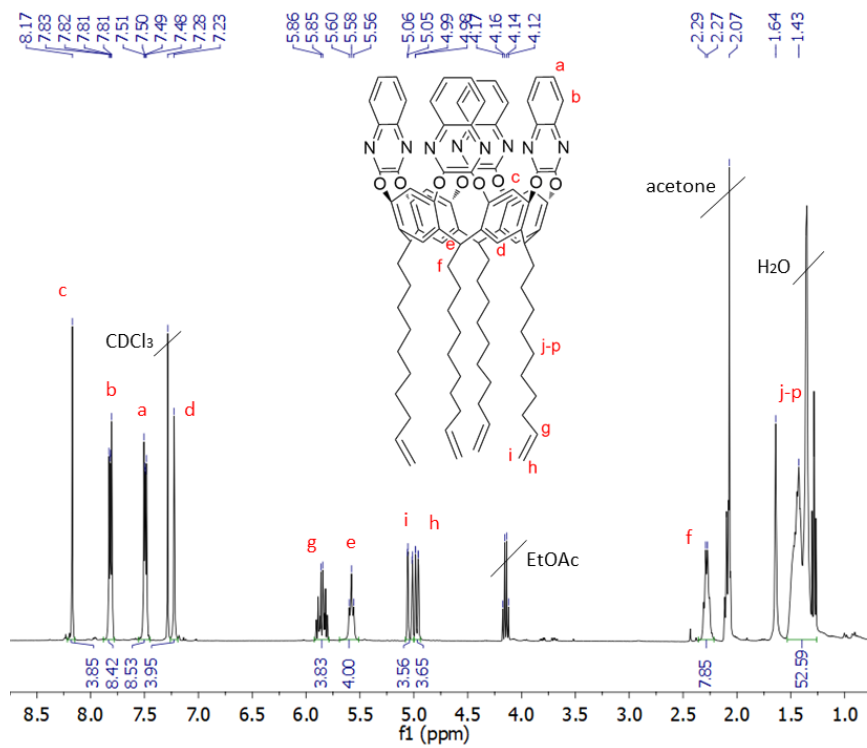 8.17 7.83 7.82 7.81 7.81 7.51 7.50 7.49 7.48 7.28 7.23 5.86 5.85 5.60 5.58 5.56 5.06 5.05 4.99 4.98 4.17 4.16 4.14 4.12 2.29 2.27 2.07 1.64 1.43
a
b
N N N N N N N N
O O O O O O O O
c
e
d
f
acetone
H₂O
c
CDCl₃
b
a
d
j-p
j-p
g
i
h
g
e
i
h
EtOAc
f
3.85 8.42 8.53 3.95 3.83 4.00 3.56 3.65 7.85 52.59
8.5 8.0 7.5 7.0 6.5 6.0 5.5 5.0 4.5 4.0 3.5 3.0 2.5 2.0 1.5 1.0
f1 (ppm)